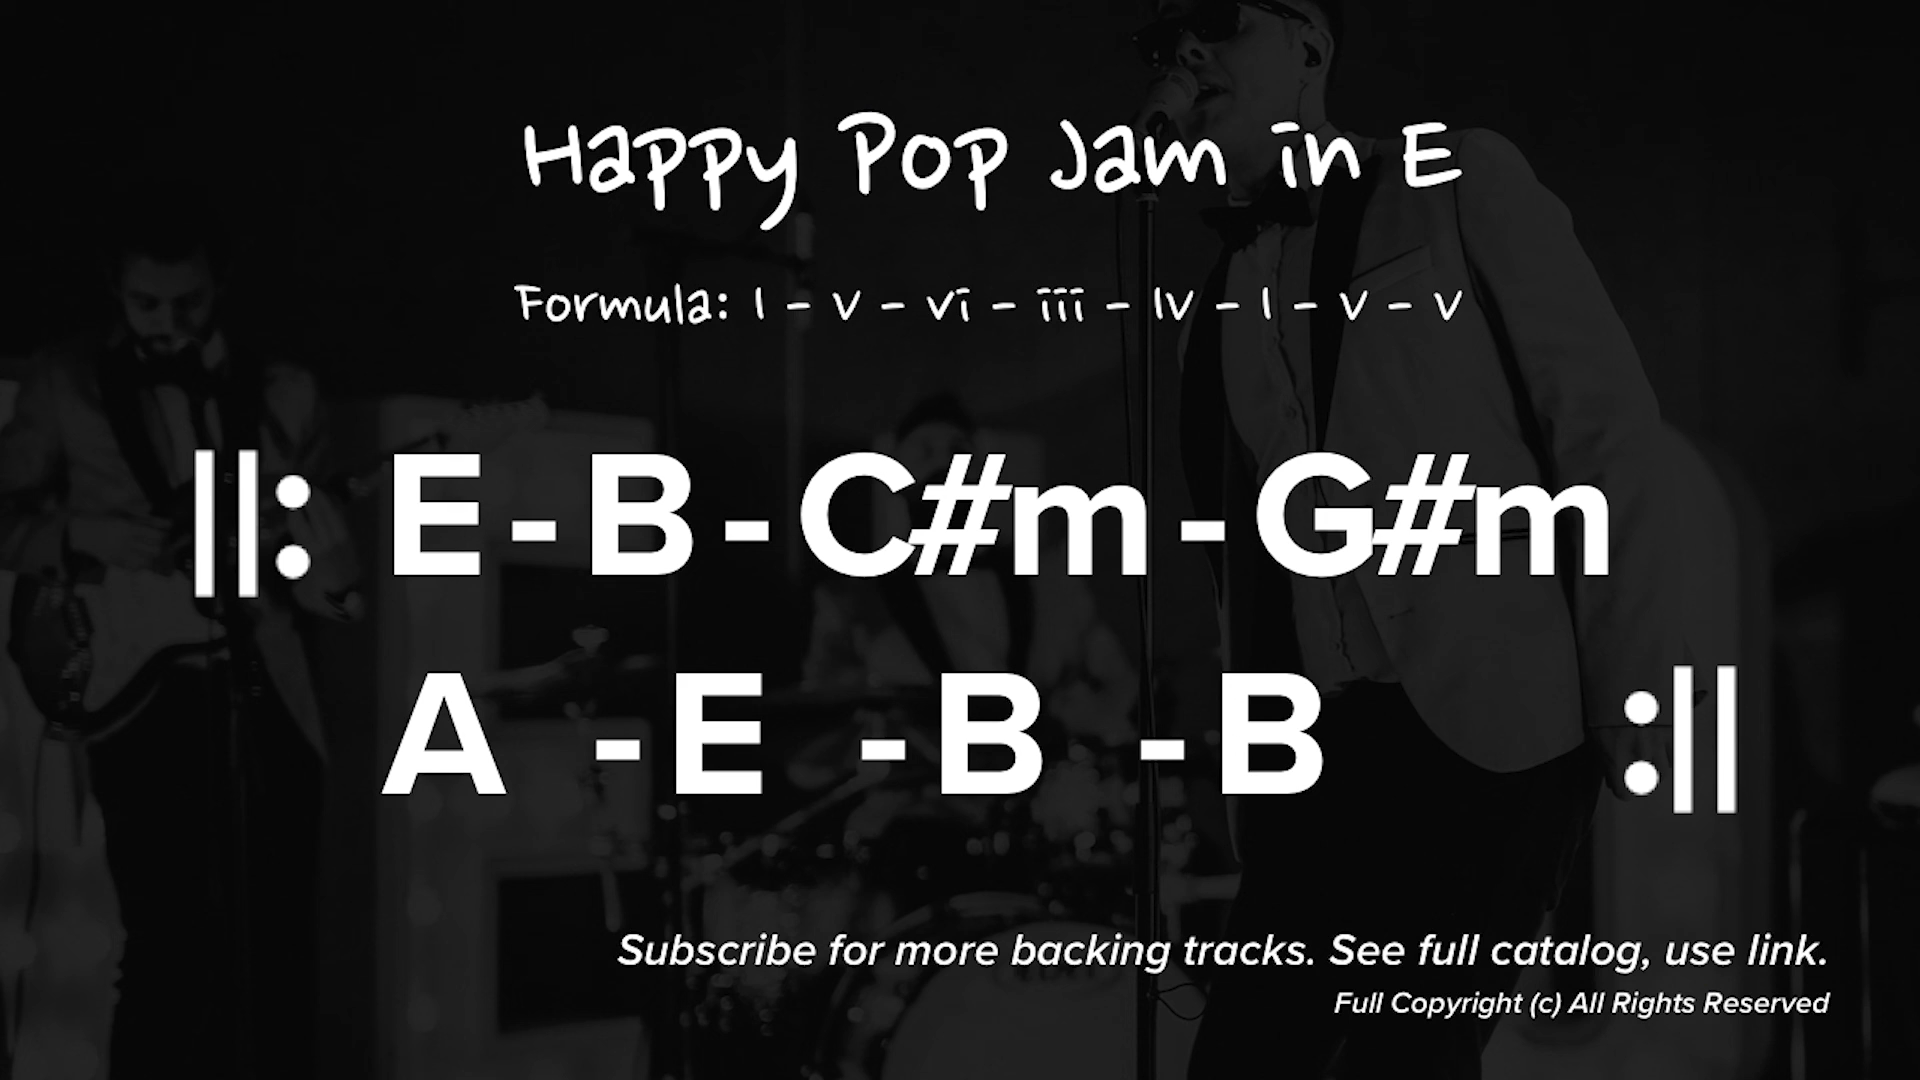 Happy Pop Jam in E
Formula: I - V - vi - iii - IV - I - V - V
||: E - B - C#m - G#m
A - E - B - B :||
Subscribe for more backing tracks. See full catalog, use link.
Full Copyright (c) All Rights Reserved